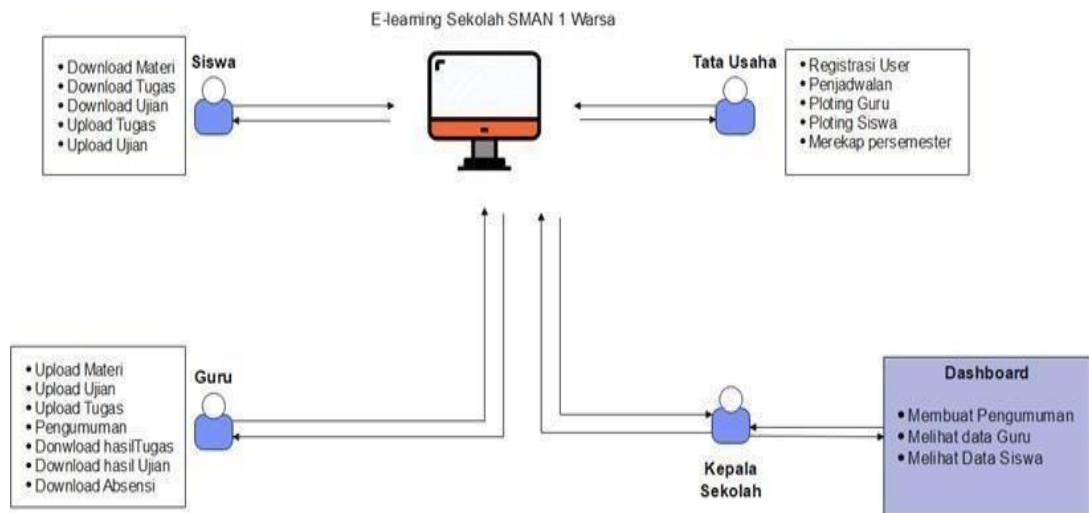 E-learning Sekolah SMAN 1 Warsa
Siswa
• Download Materi
• Download Tugas
• Download Ujian
• Upload Tugas
• Upload Ujian
Tata Usaha
• Registrasi User
• Penjadwalan
• Ploting Guru
• Ploting Siswa
• Merekap persemester
Guru
• Upload Materi
• Upload Ujian
• Upload Tugas
• Pengumuman
• Donwload hasilTugas
• Download hasil Ujian
• Download Absensi
Kepala
Sekolah
Dashboard
• Membuat Pengumuman
• Melihat data Guru
• Melihat Data Siswa